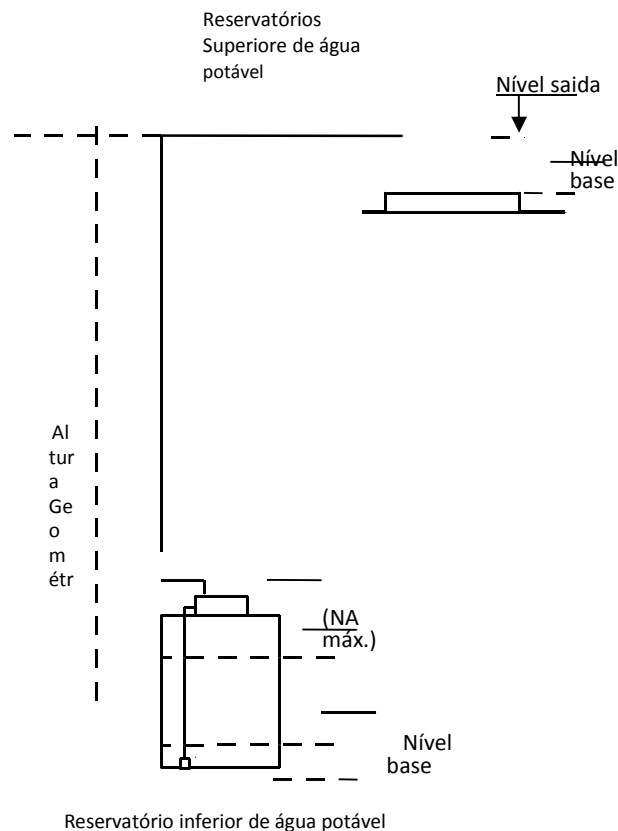 Reservatórios
Superiore de água
potável
Nível saida
Nível
base
Al
tur
a
Ge
o
m
étr
(NA
máx.)
Nível
base
Reservatório inferior de água potável